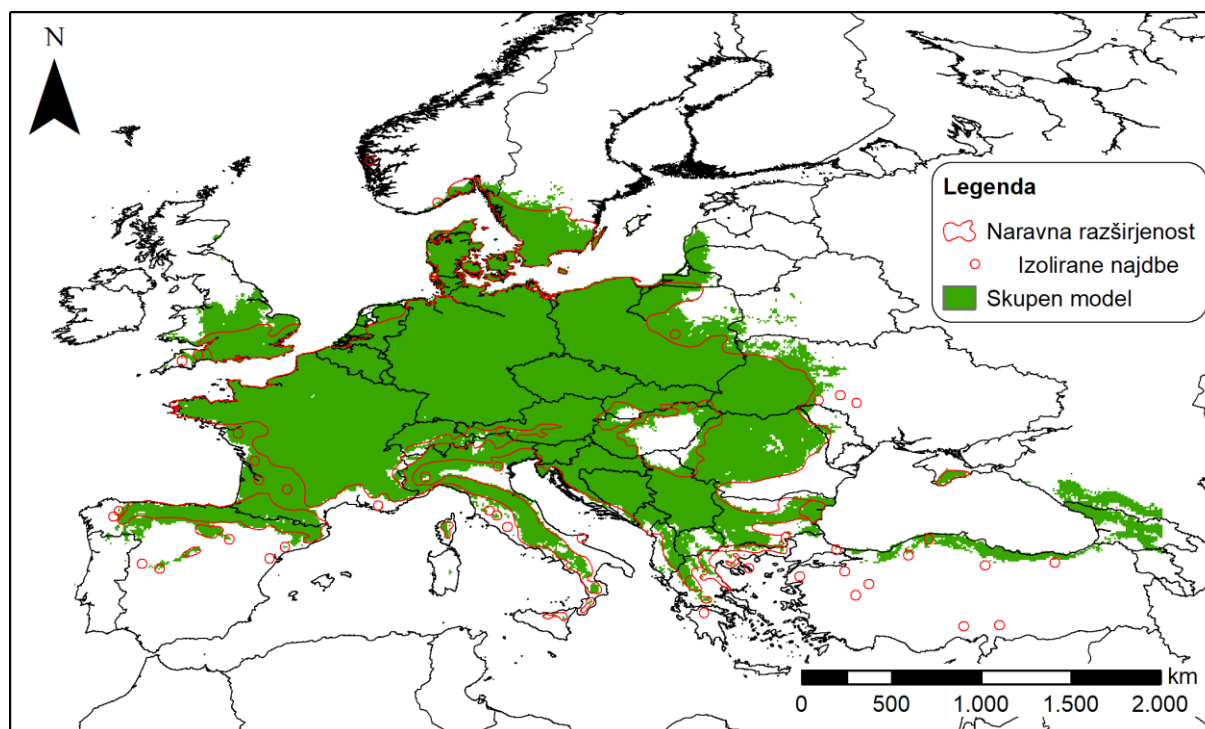 N
Legenda
Naravna razširjenost
Izolirane najdbe
Skupen model
km
0 500 1.000 1.500 2.000